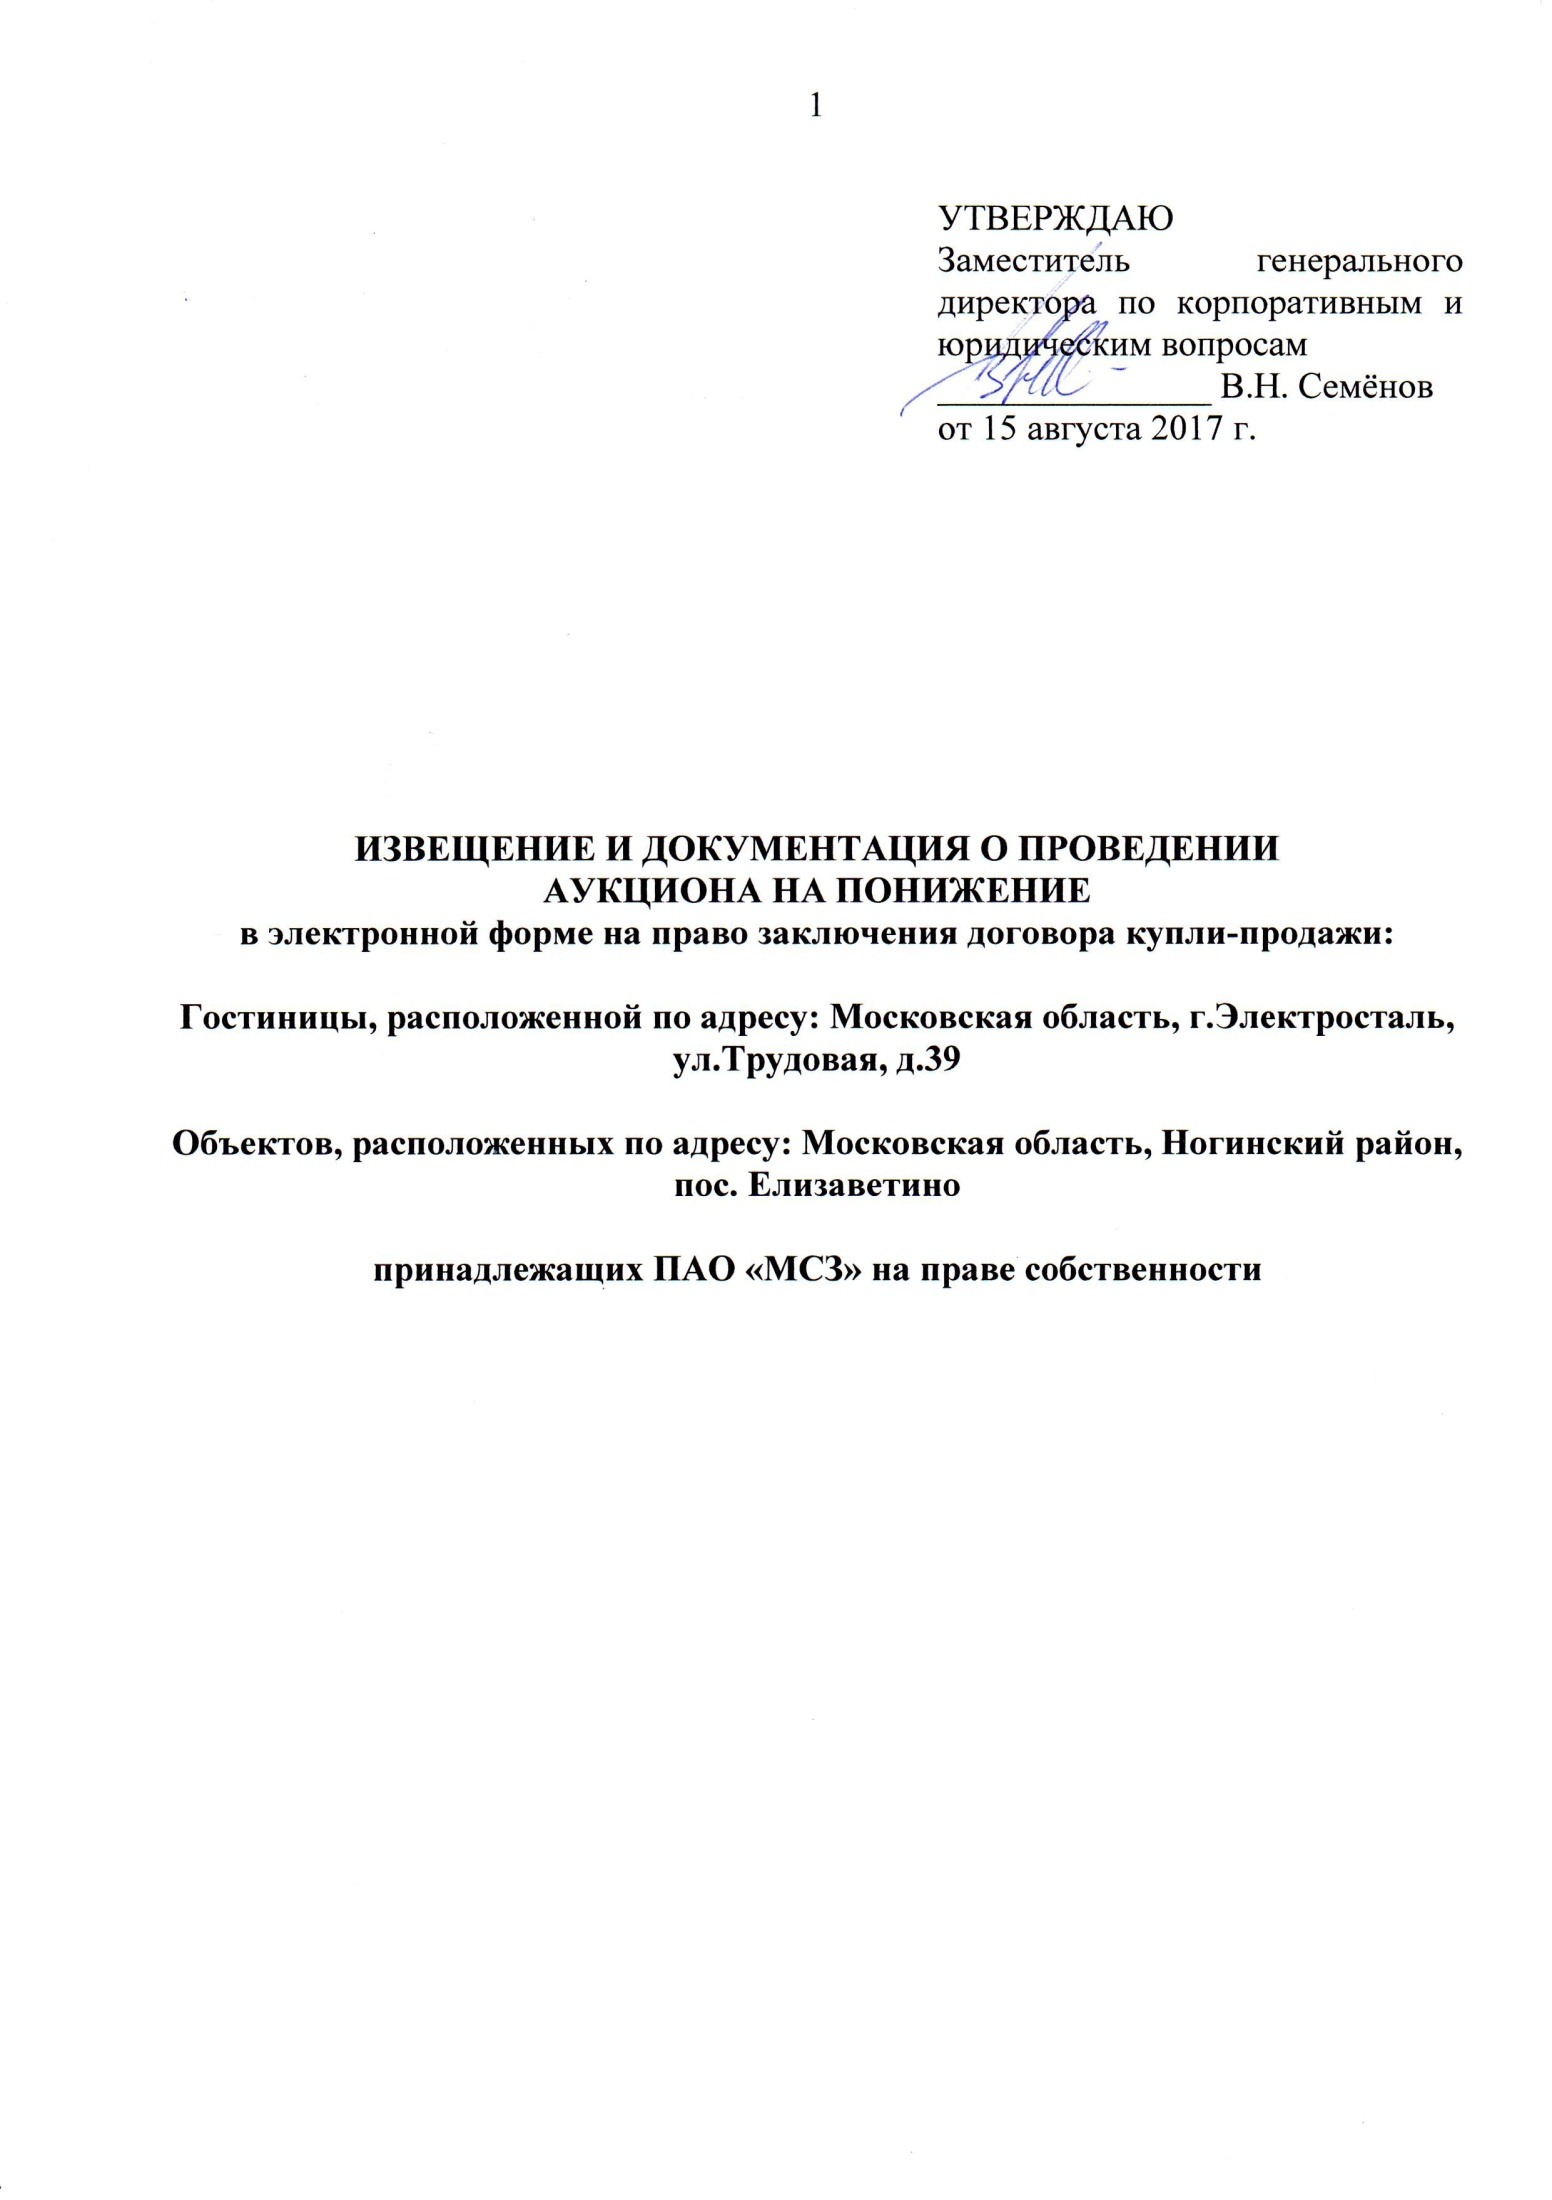 1
УТВЕРЖДАЮ
Заместитель генерального
директора по корпоративным и
юридическим вопросам
________________ В.Н. Семёнов
от 15 августа 2017 г.
ИЗВЕЩЕНИЕ И ДОКУМЕНТАЦИЯ О ПРОВЕДЕНИИ
АУКЦИОНА НА ПОНИЖЕНИЕ
в электронной форме на право заключения договора купли-продажи:
Гостиницы, расположенной по адресу: Московская область, г.Электросталь,
ул.Трудовая, д.39
Объектов, расположенных по адресу: Московская область, Ногинский район,
пос. Елизаветино
принадлежащих ПАО «МСЗ» на праве собственности